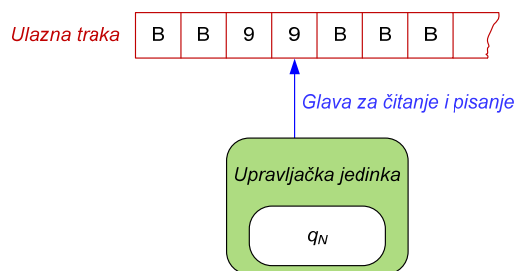 Ulazna traka B B 9 9 B B B
Glava za čitanje i pisanje
Upravljačka jedinka
qN